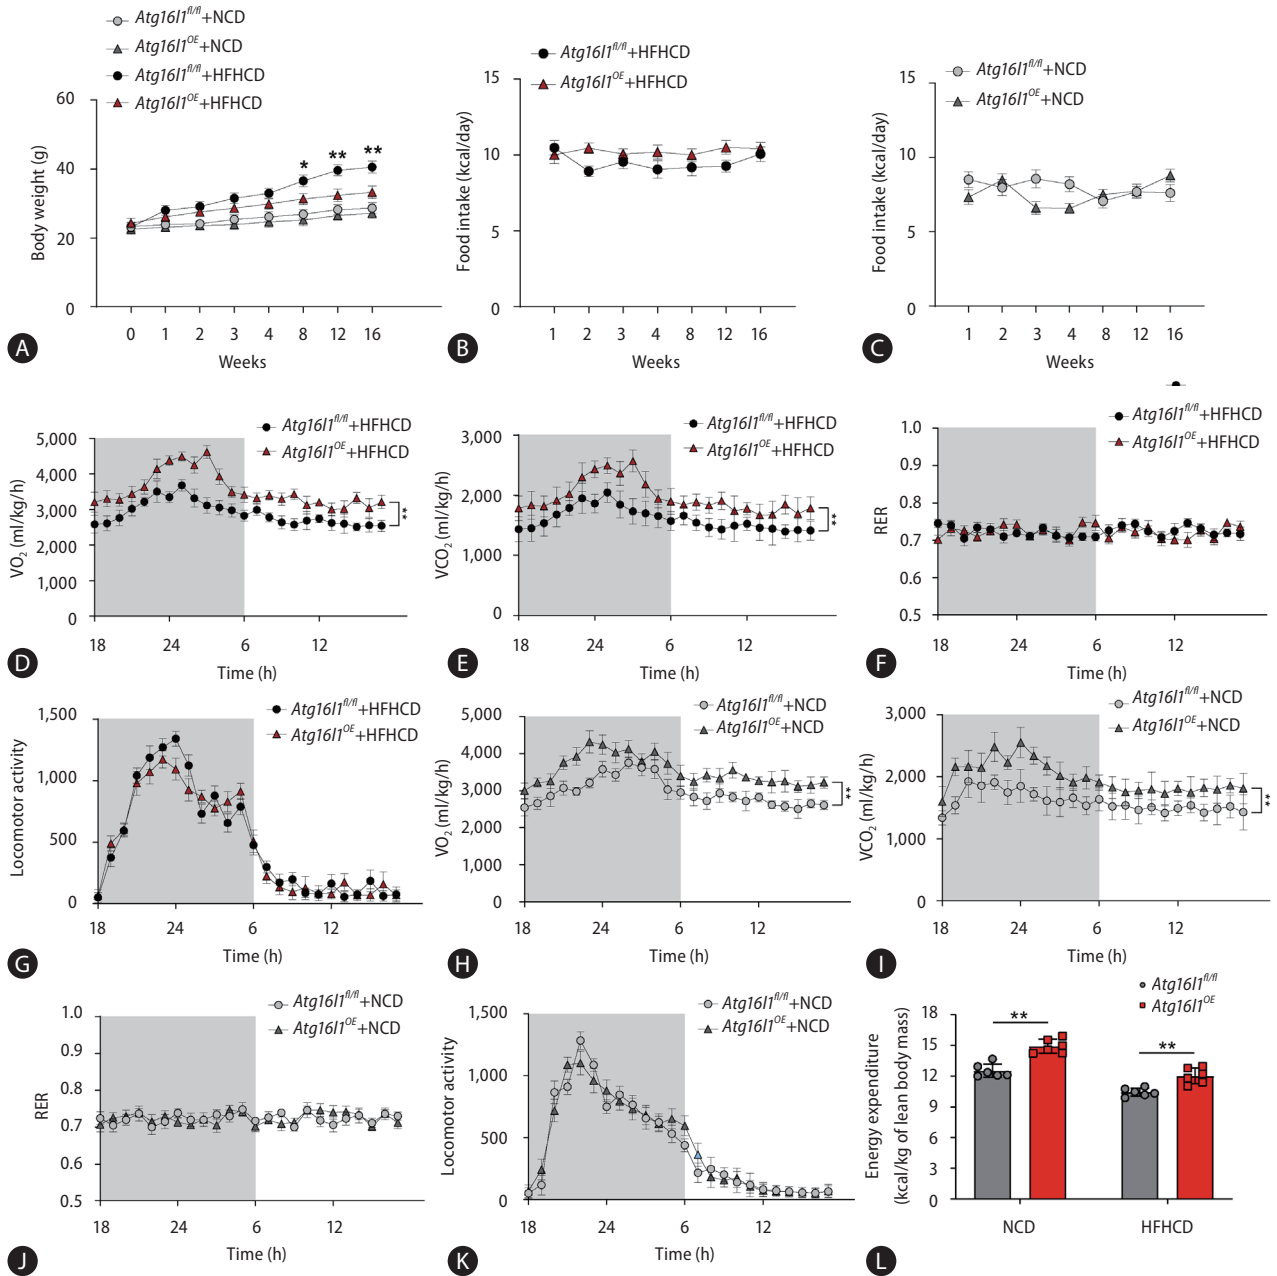 Atg16l1fl/fl+NCD
Atg16l1OE+NCD
Atg16l1fl/fl+HFHCD
Atg16l1OE+HFHCD
Body weight (g)
60
40
20
0
* ** **
0 1 2 3 4 8 12 16
Weeks
A
Atg16l1fl/fl+HFHCD
Atg16l1OE+HFHCD
Food intake (kcal/day)
15
10
5
0
1 2 3 4 8 12 16
Weeks
B
Atg16l1fl/fl+NCD
Atg16l1OE+NCD
Food intake (kcal/day)
15
10
5
0
1 2 3 4 8 12 16
Weeks
C
Atg16l1fl/fl+HFHCD
Atg16l1OE+HFHCD
VO2 (ml/kg/h)
5,000
4,000
3,000
2,000
1,000
0
**
18 24 6 12
Time (h)
D
Atg16l1fl/fl+HFHCD
Atg16l1OE+HFHCD
VCO2 (ml/kg/h)
3,000
2,000
1,000
0
**
18 24 6 12
Time (h)
E
Atg16l1fl/fl+HFHCD
Atg16l1OE+HFHCD
RER
1.0
0.9
0.8
0.7
0.6
0.5
18 24 6 12
Time (h)
F
Atg16l1fl/fl+HFHCD
Atg16l1OE+HFHCD
Locomotor activity
1,500
1,000
500
0
18 24 6 12
Time (h)
G
Atg16l1fl/fl+NCD
Atg16l1OE+NCD
VO2 (ml/kg/h)
5,000
4,000
3,000
2,000
1,000
0
**
18 24 6 12
Time (h)
H
Atg16l1fl/fl+NCD
Atg16l1OE+NCD
VCO2 (ml/kg/h)
3,000
2,000
1,000
0
**
18 24 6 12
Time (h)
I
Atg16l1fl/fl+NCD
Atg16l1OE+NCD
RER
1.0
0.9
0.8
0.7
0.6
0.5
18 24 6 12
Time (h)
J
Atg16l1fl/fl+NCD
Atg16l1OE+NCD
Locomotor activity
1,500
1,000
500
0
18 24 6 12
Time (h)
K
Atg16l1fl/fl
Atg16l1OE
Energy expenditure
(kcal/kg of lean body mass)
18
15
12
9
6
3
0
** **
NCD HFHCD
L